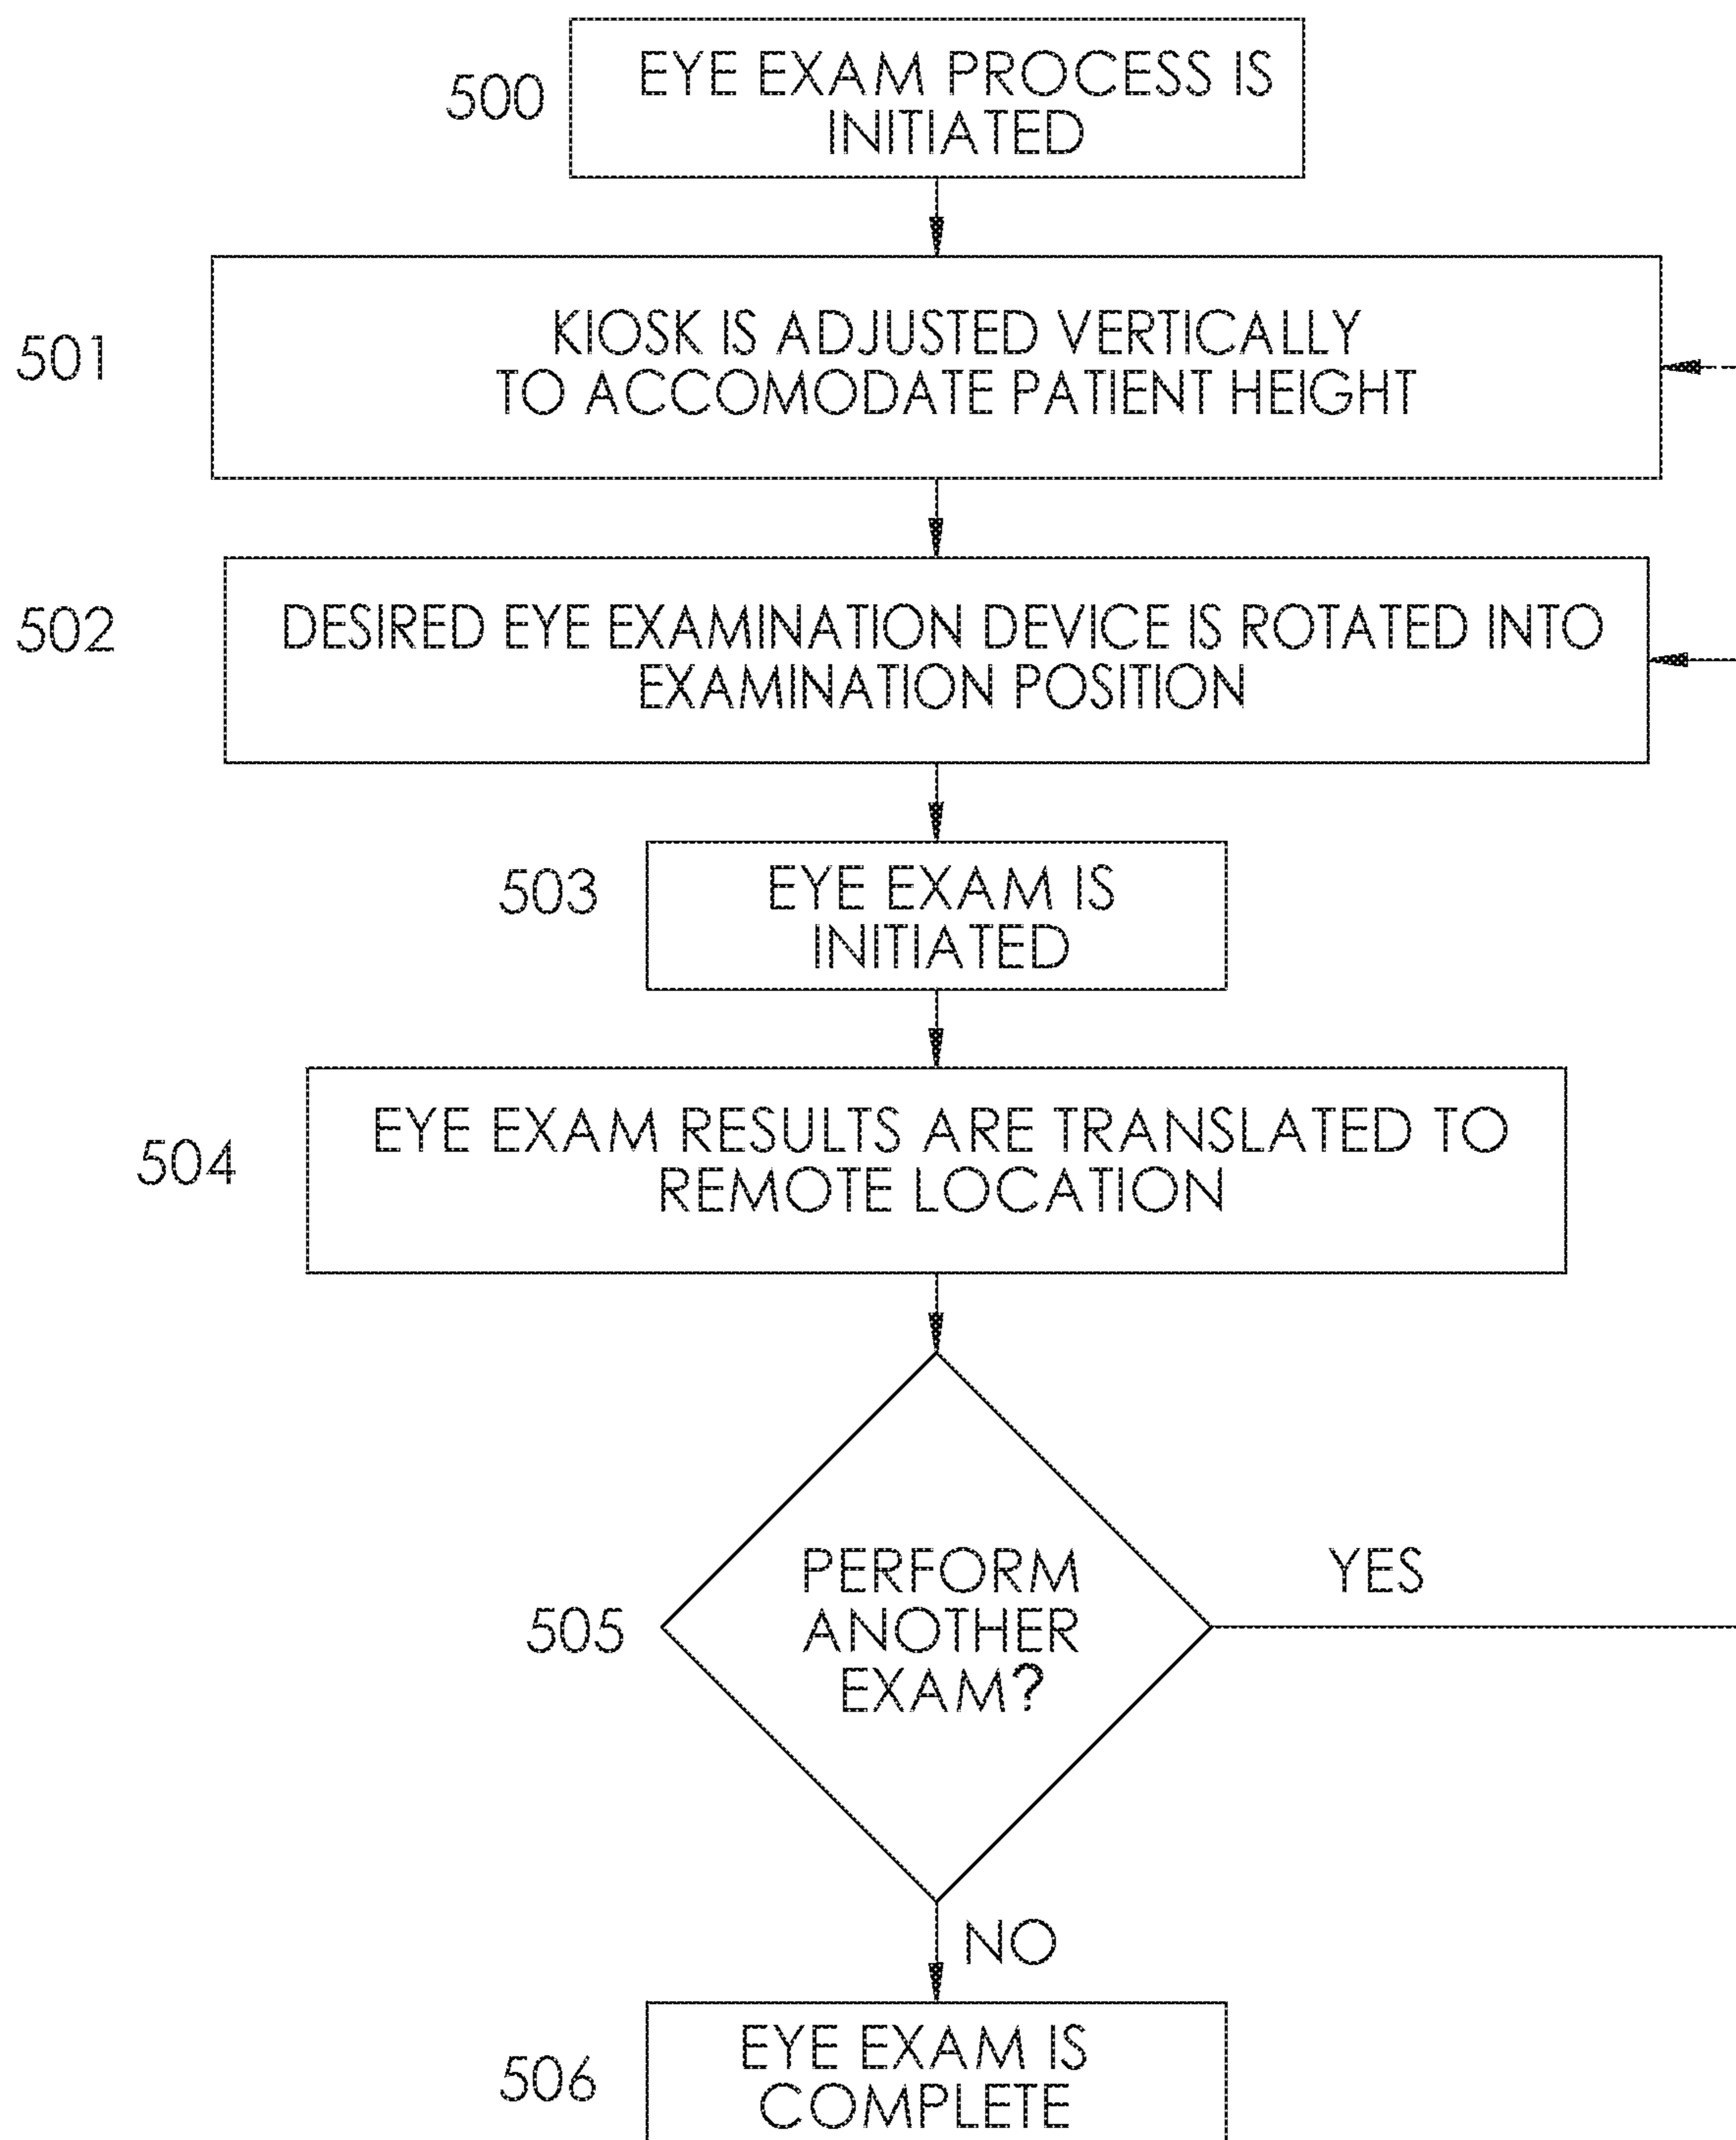 500
EYE EXAM PROCESS IS
INITIATED
501
KIOSK IS ADJUSTED VERTICALLY
TO ACCOMODATE PATIENT HEIGHT
502
DESIRED EYE EXAMINATION DEVICE IS ROTATED INTO
EXAMINATION POSITION
503
EYE EXAM IS
INITIATED
504
EYE EXAM RESULTS ARE TRANSLATED TO
REMOTE LOCATION
505
PERFORM
ANOTHER
EXAM?
YES
NO
506
EYE EXAM IS
COMPLETE